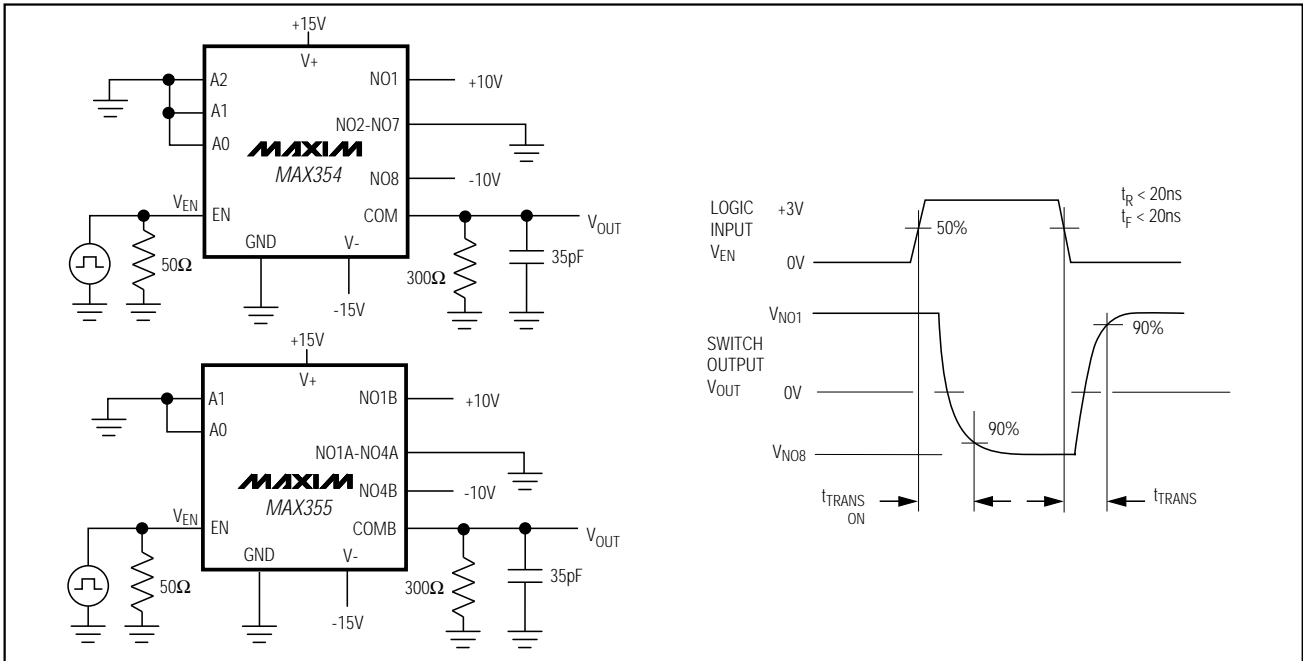 +15V
V+
A2
A1
A0
NO1
+10V
NO2-NO7
MAXIM
MAX354
NO8
-10V
VEN
EN
COM
VOUT
GND
V-
50Ω
300Ω
35pF
-15V
+15V
V+
A1
A0
NO1B
+10V
NO1A-NO4A
MAXIM
MAX355
NO4B
-10V
VEN
EN
COMB
VOUT
GND
V-
50Ω
300Ω
35pF
-15V
LOGIC
INPUT
VEN
+3V
0V
50%
tR < 20ns
tF < 20ns
VNO1
SWITCH
OUTPUT
VOUT
0V
90%
90%
VNO8
tTRANS
ON
tTRANS